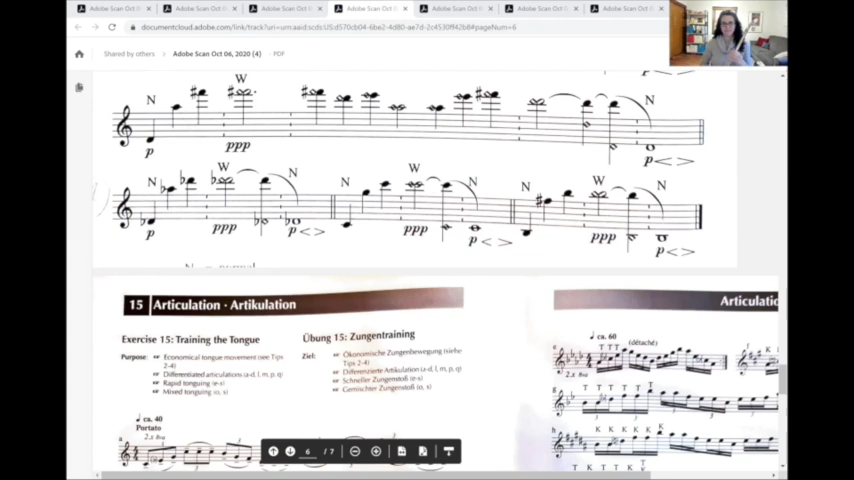 Adobe Scan Oct 0
Adobe Scan Oct 0
Adobe Scan Oct 0
Adobe Scan Oct 0
Adobe Scan Oct 0
Adobe Scan Oct 0
documentcloud.adobe.com/link/track?uri=urn:aaid:scds:US:d570cb04-6be2-4d80-ae7d-2c4530ff42b8#pageNum=6
Shared by others
Adobe Scan Oct 06, 2020 (4)
PDF
N W N
p ppp p < >
N W N N W N N W N
p ppp p < > ppp p < > ppp p < >
15 Articulation · Artikulation
Exercise 15: Training the Tongue
Purpose: Economical tongue movement (see Tips
2-4)
Differentiated articulations (a-d, l, m, p, q)
Rapid tonguing (e-s)
Mixed tonguing (o, s)
Übung 15: Zungentraining
Ziel: Ökonomische Zungenbewegung (siehe
Tips 2-4)
Differenzierte Artikulation (a-d, l, m, p, q)
Schneller Zungenstoß (e-s)
Gemischter Zungenstoß (o, s)
ca. 40
Portato
2.x 8va
a
Articulatio
ca. 60
(détaché)
T T T
e
2.x 8va
T T T T T T
g
K K K K K K
h
T K T T K T
6 / 7